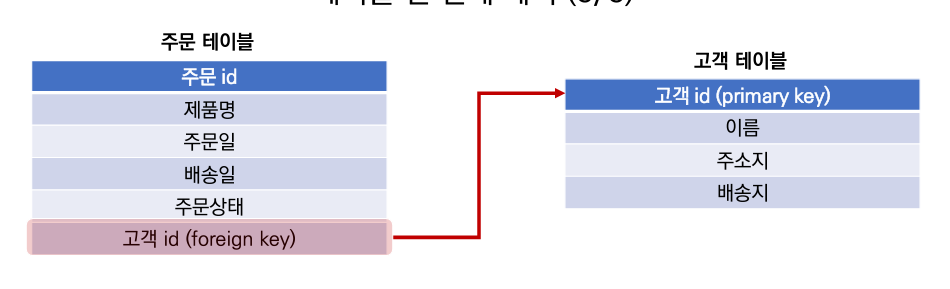 주문 테이블
주문 id
제품명
주문일
배송일
주문상태
고객 id (foreign key)
고객 테이블
고객 id (primary key)
이름
주소지
배송지